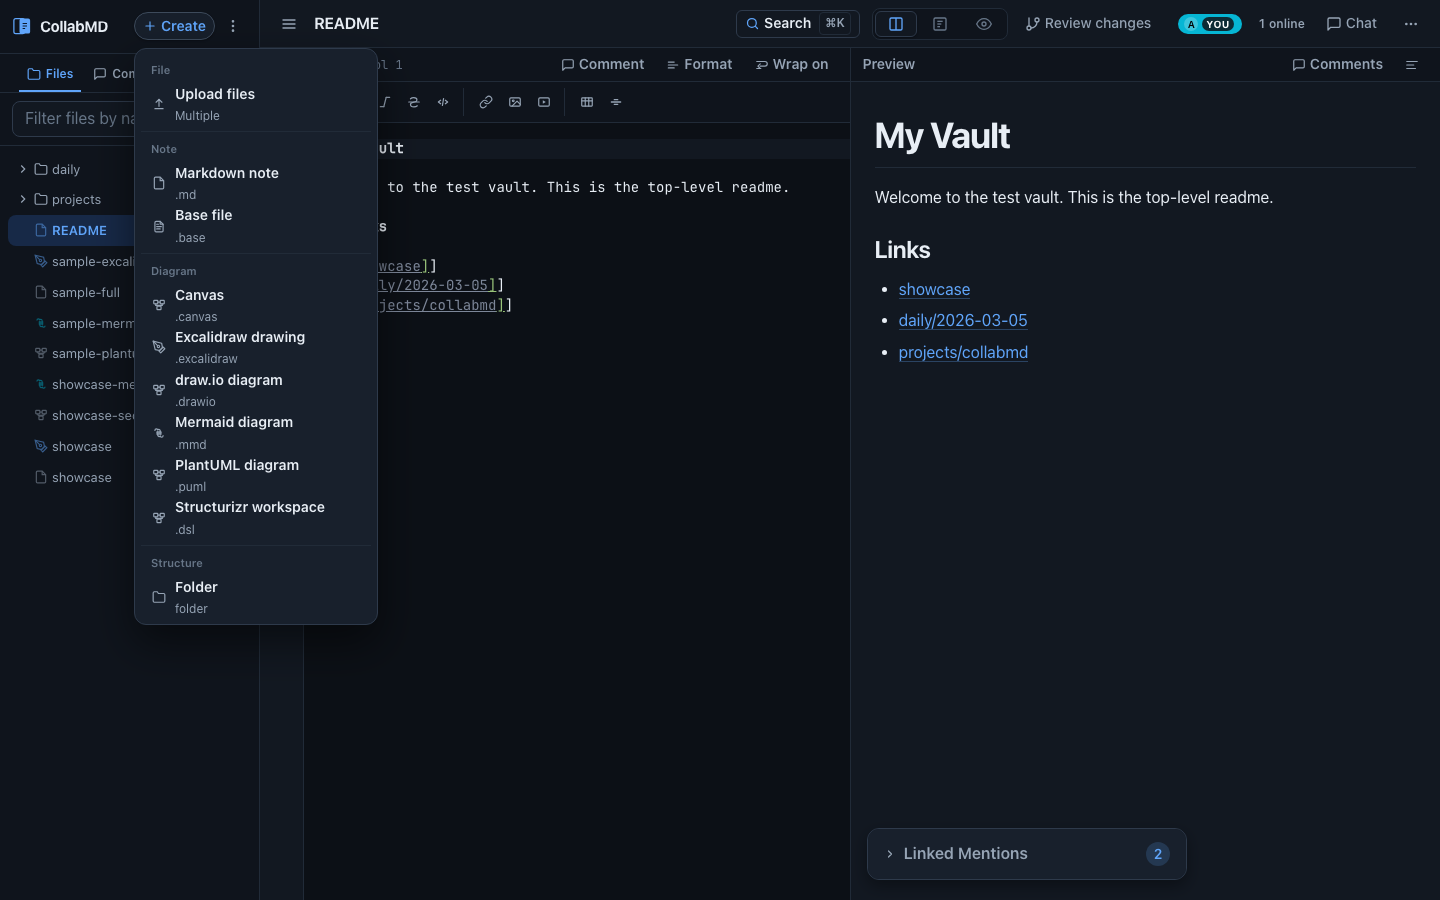 CollabMD
Create
README
Search ⌘K
Review changes
A YOU
1 online
Chat
Files
Filter files by na
daily
projects
README
sample-excali
sample-full
sample-merm
sample-plantu
showcase-me
showcase-sec
showcase
showcase
File
Upload files
Multiple
Note
Markdown note
.md
Base file
.base
Diagram
Canvas
.canvas
Excalidraw drawing
.excalidraw
draw.io diagram
.drawio
Mermaid diagram
.mmd
PlantUML diagram
.puml
Structurizr workspace
.dsl
Structure
Folder
folder
ol 1
Comment
Format
Wrap on
ult
to the test vault. This is the top-level readme.
s
wcase]]
ly/2026-03-05]]
jects/collabmd]]
Preview
Comments
My Vault
Welcome to the test vault. This is the top-level readme.
Links
showcase
daily/2026-03-05
projects/collabmd
Linked Mentions 2